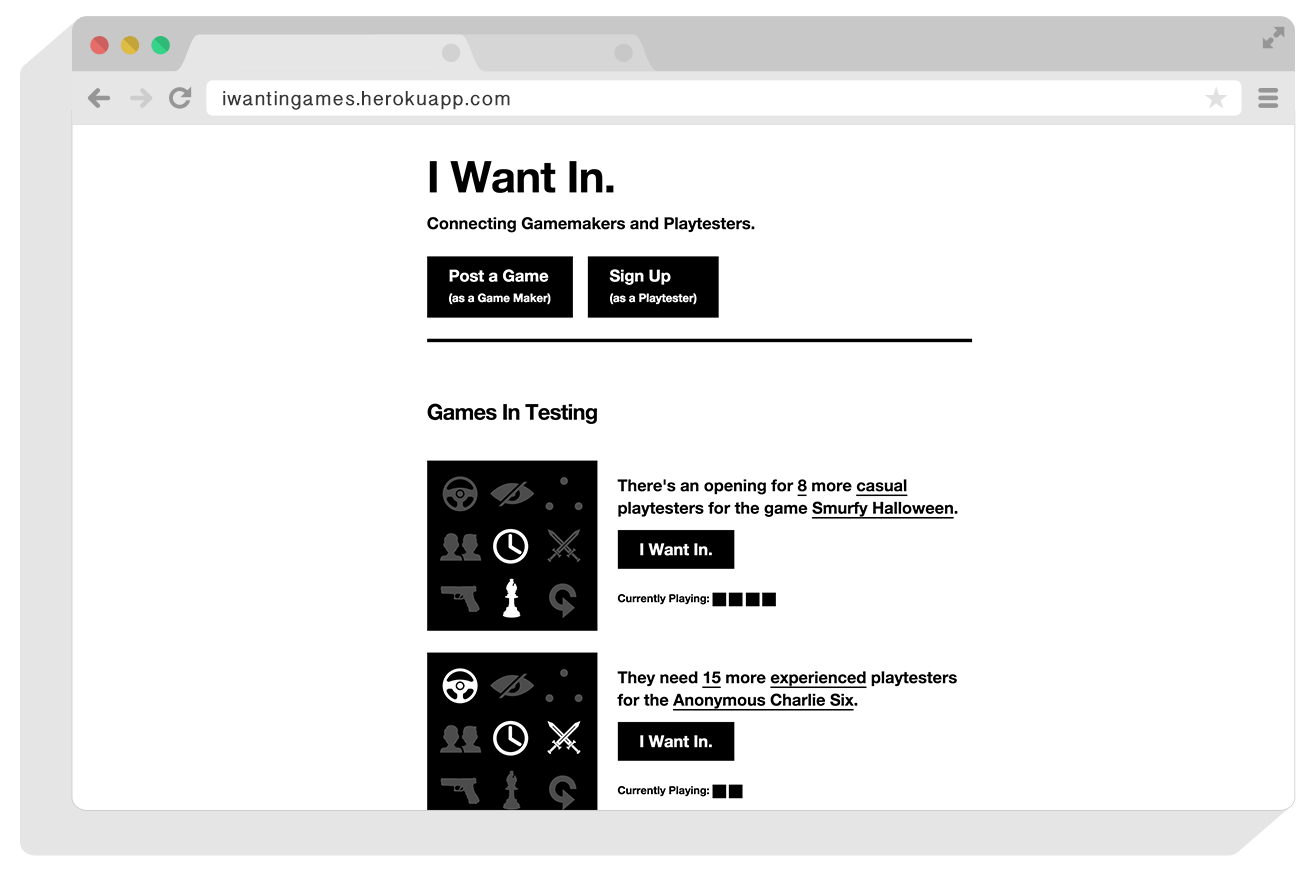 iwantingames.herokuapp.com
I Want In.
Connecting Gamemakers and Playtesters.
Post a Game
(as a Game Maker)
Sign Up
(as a Playtester)
Games In Testing
There's an opening for 8 more casual
playtesters for the game Smurfy Halloween.
I Want In.
Currently Playing:
They need 15 more experienced playtesters
for the Anonymous Charlie Six.
I Want In.
Currently Playing: